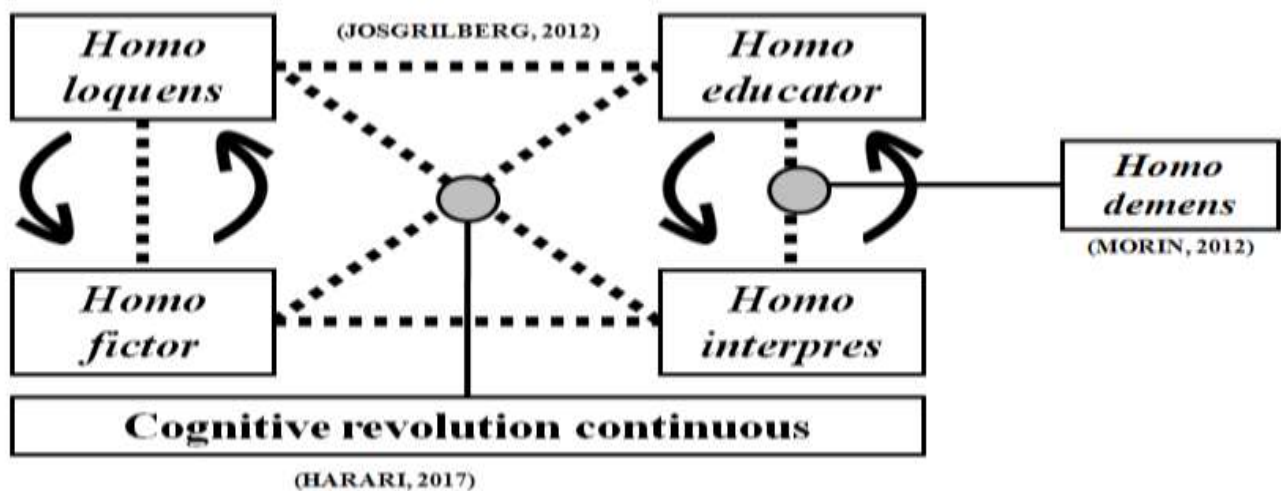 Homo
loquens
(JOSGRILBERG, 2012)
Homo
educator
Homo
demens
(MORIN, 2012)
Homo
fictor
Homo
interpres
Cognitive revolution continuous
(HARARI, 2017)